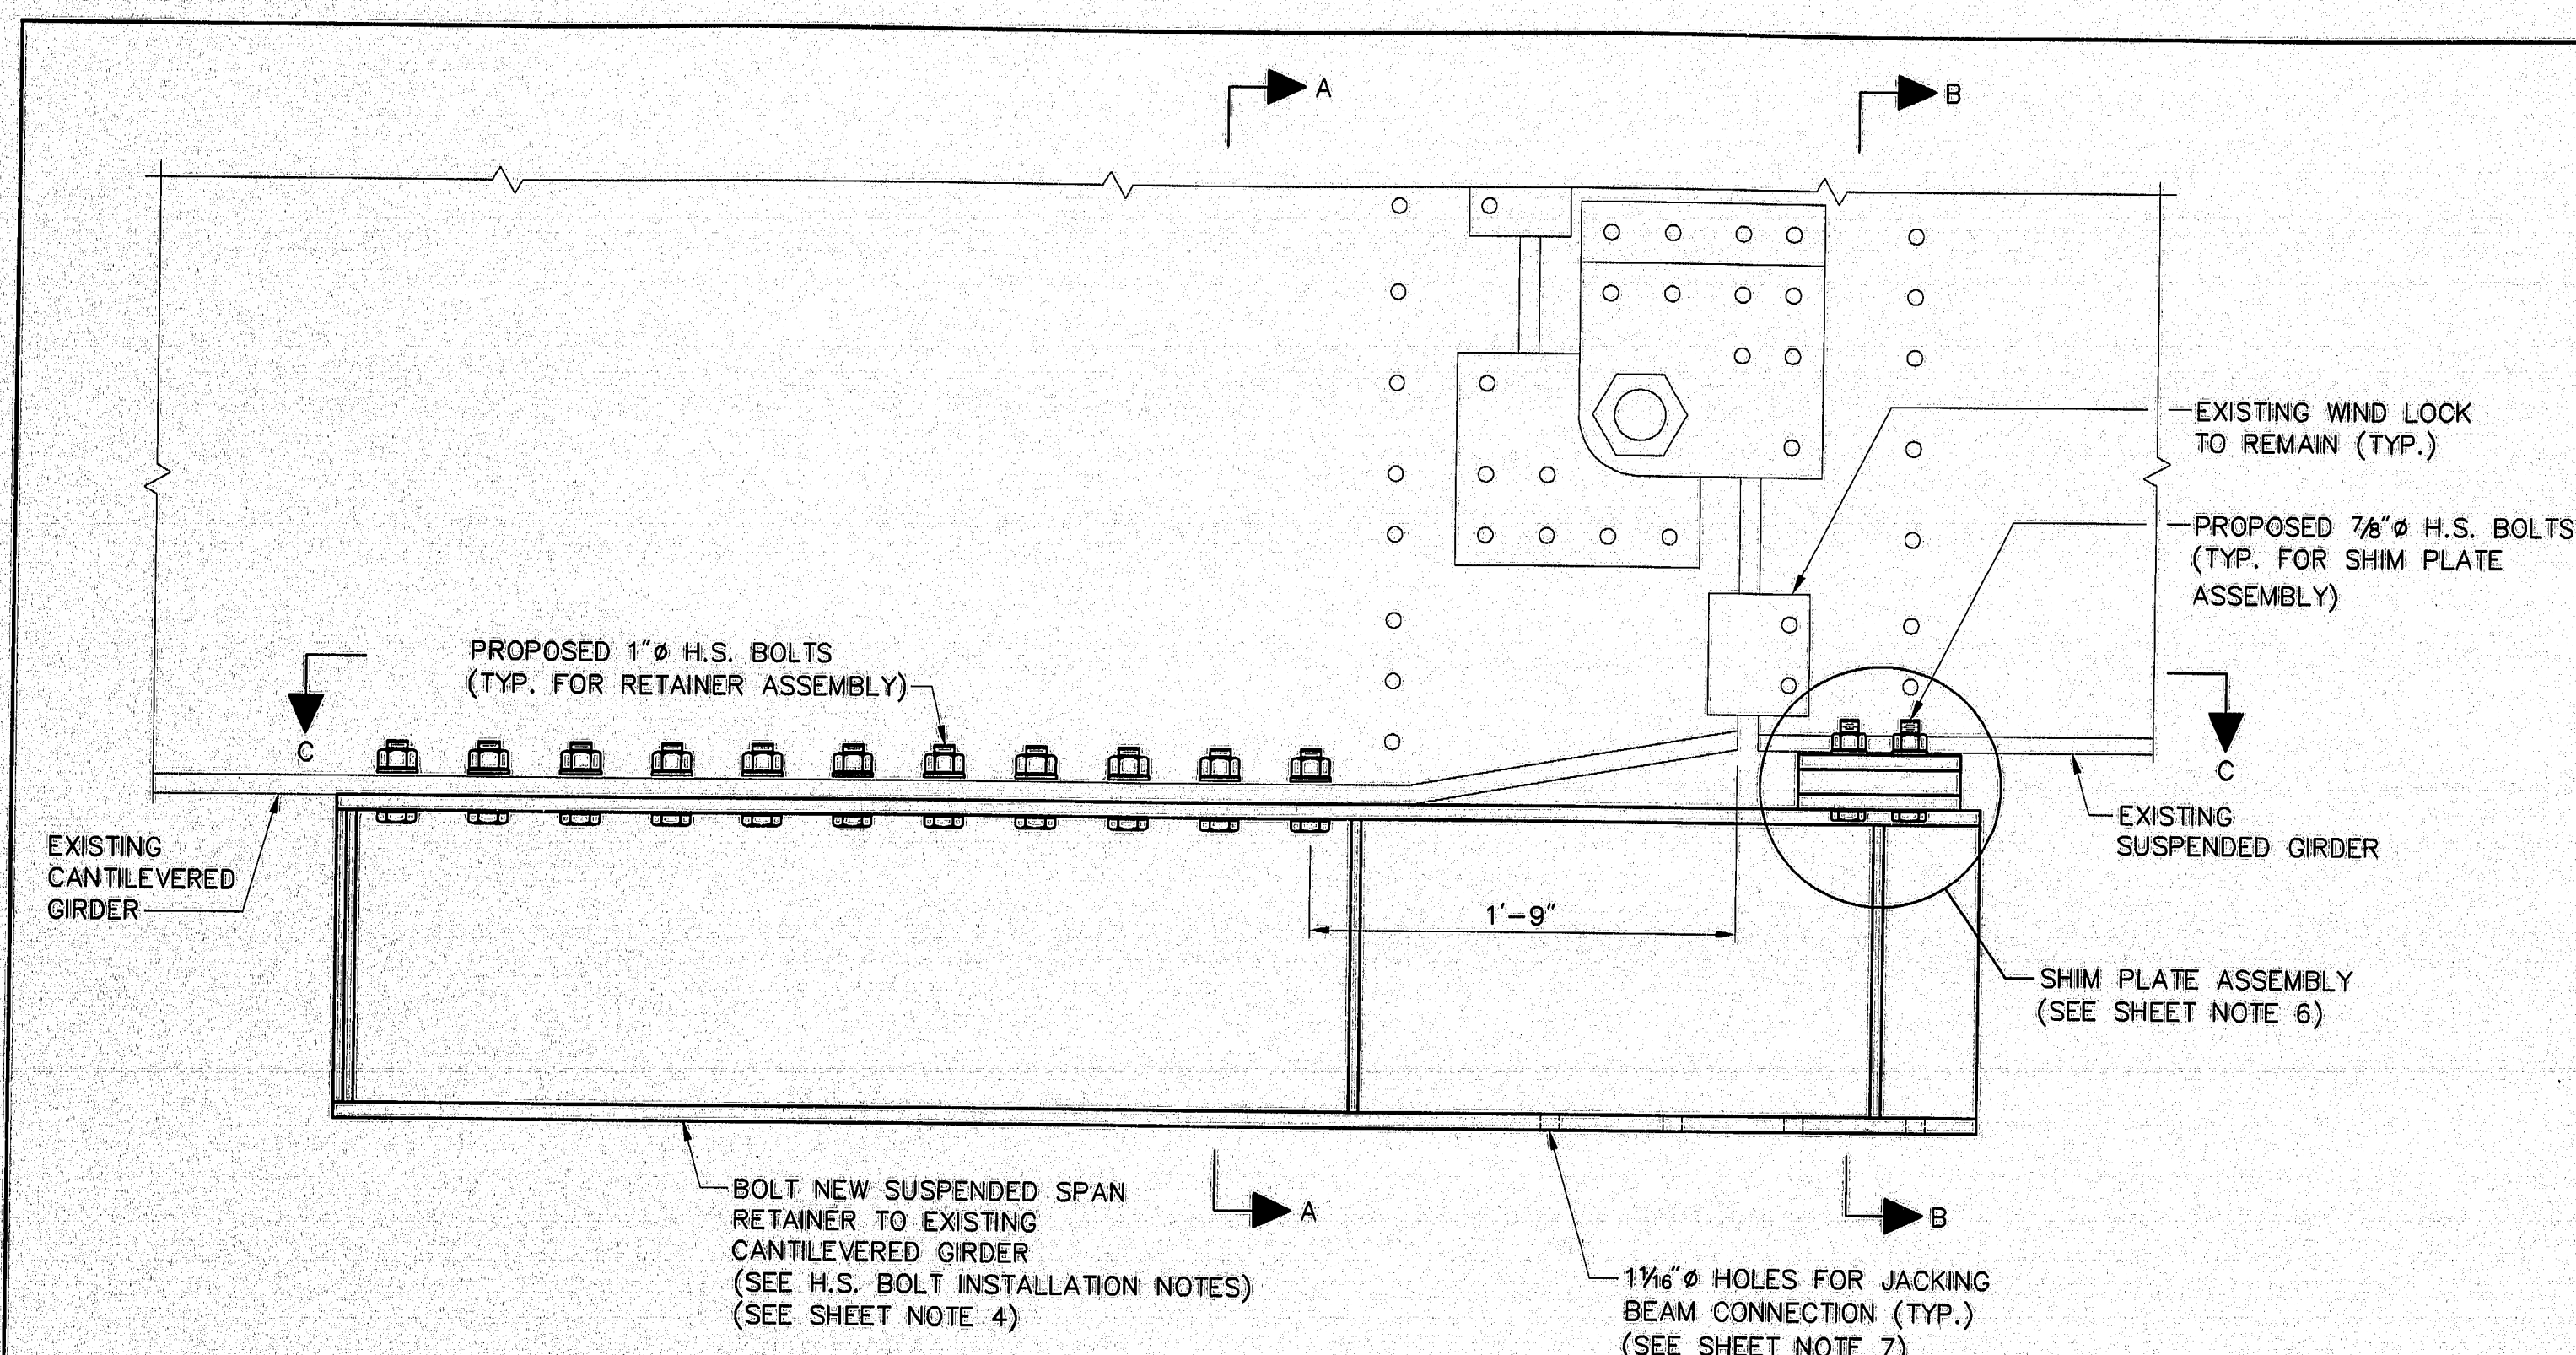 A
B
EXISTING WIND LOCK
TO REMAIN (TYP.)
PROPOSED 7/8"ø H.S. BOLTS
(TYP. FOR SHIM PLATE
ASSEMBLY)
PROPOSED 1"ø H.S. BOLTS
(TYP. FOR RETAINER ASSEMBLY)
C
C
EXISTING
CANTILEVERED
GIRDER
EXISTING
SUSPENDED GIRDER
1'-9"
SHIM PLATE ASSEMBLY
(SEE SHEET NOTE 6)
BOLT NEW SUSPENDED SPAN
RETAINER TO EXISTING
CANTILEVERED GIRDER
(SEE H.S. BOLT INSTALLATION NOTES)
(SEE SHEET NOTE 4)
A
B
1 1/16"ø HOLES FOR JACKING
BEAM CONNECTION (TYP.)
(SEE SHEET NOTE 7)